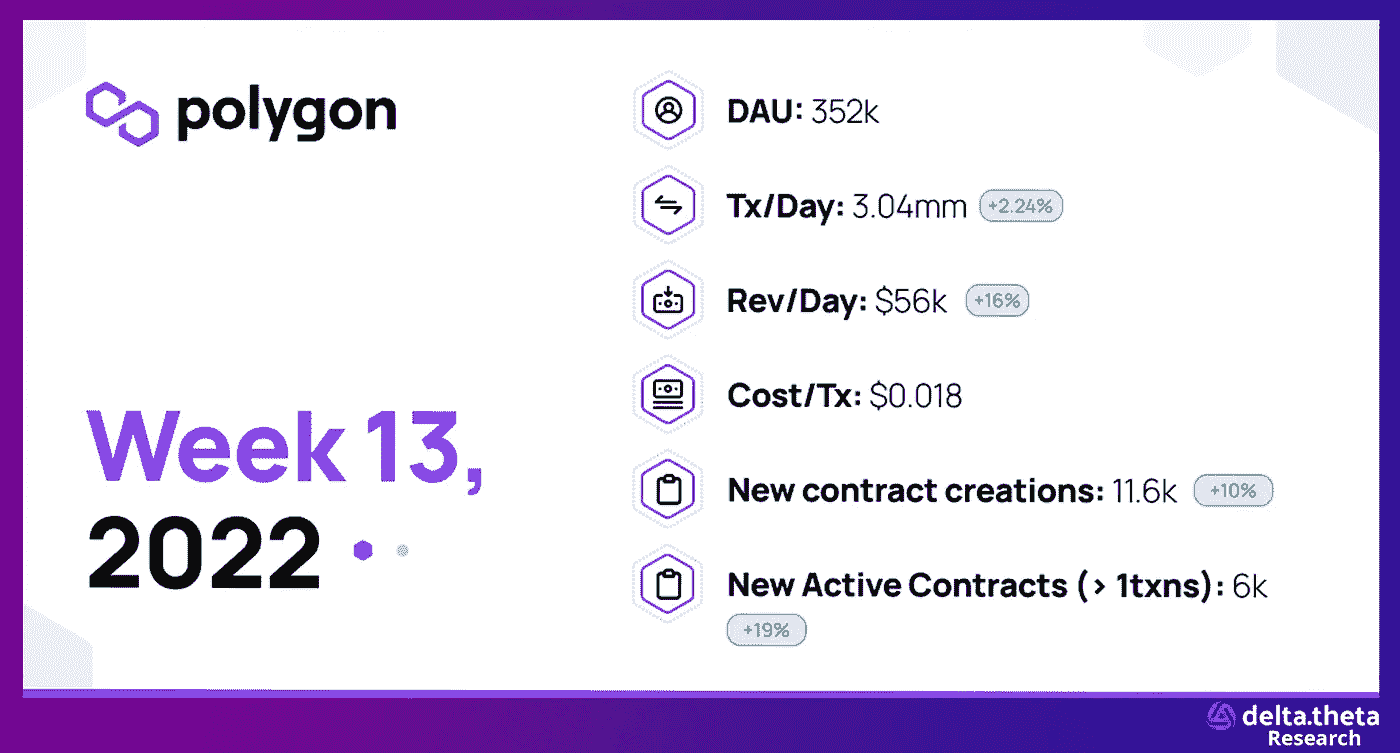 polygon
Week 13,
2022
DAU: 352k
Tx/Day: 3.04mm +2.24%
Rev/Day: $56k +16%
Cost/Tx: $0.018
New contract creations: 11.6k +10%
New Active Contracts (> 1txns): 6k
+19%
delta.theta
Research